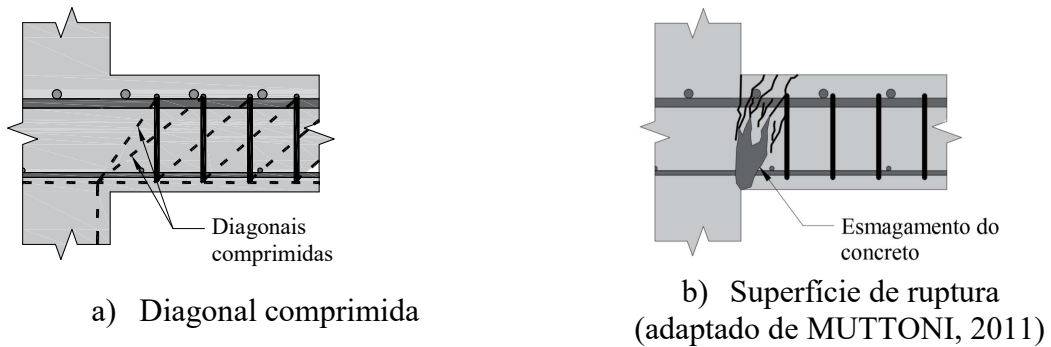 Diagonais
comprimidas
a) Diagonal comprimida
Esmagamento do
concreto
b) Superfície de ruptura
(adaptado de MUTTONI, 2011)